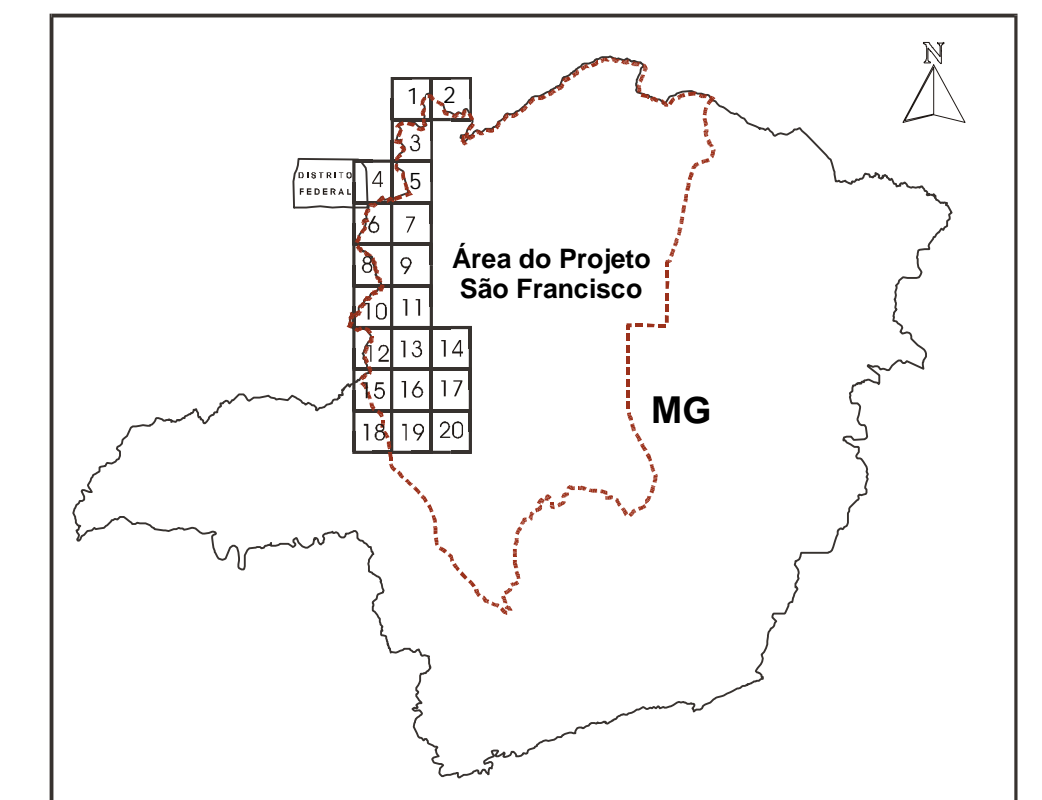 N
1 2
3
DISTRITO
FEDERAL
4 5
6 7
8 9
Área do Projeto
São Francisco
10 11
12 13 14
15 16 17
MG
18 19 20